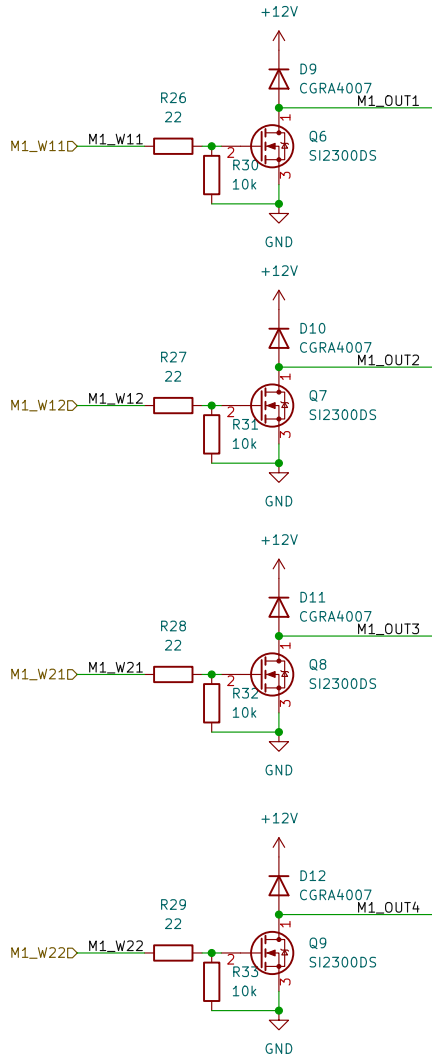 +12V
D9
CGRA4007
M1_OUT1
R26
22
1
M1_W11
M1_W11
Q6
SI2300DS
2
R30
10k
3
GND
+12V
D10
CGRA4007
M1_OUT2
R27
22
1
M1_W12
M1_W12
Q7
SI2300DS
2
R31
10k
3
GND
+12V
D11
CGRA4007
M1_OUT3
R28
22
1
M1_W21
M1_W21
Q8
SI2300DS
2
R32
10k
3
GND
+12V
D12
CGRA4007
M1_OUT4
R29
22
1
M1_W22
M1_W22
Q9
SI2300DS
2
R33
10k
3
GND